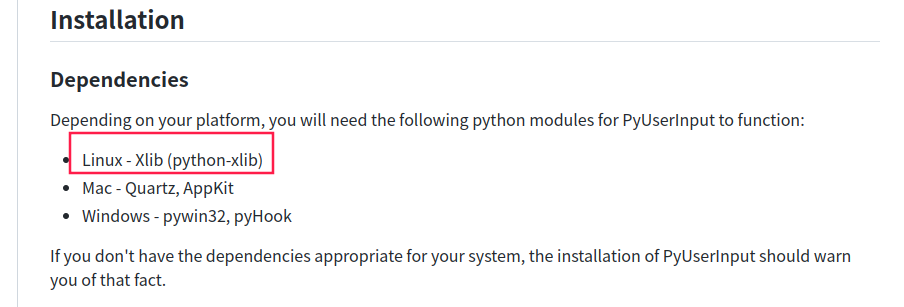 Installation
Dependencies
Depending on your platform, you will need the following python modules for PyUserInput to function:
Linux - Xlib (python-xlib)
Mac - Quartz, AppKit
Windows - pywin32, pyHook
If you don't have the dependencies appropriate for your system, the installation of PyUserInput should warn
you of that fact.